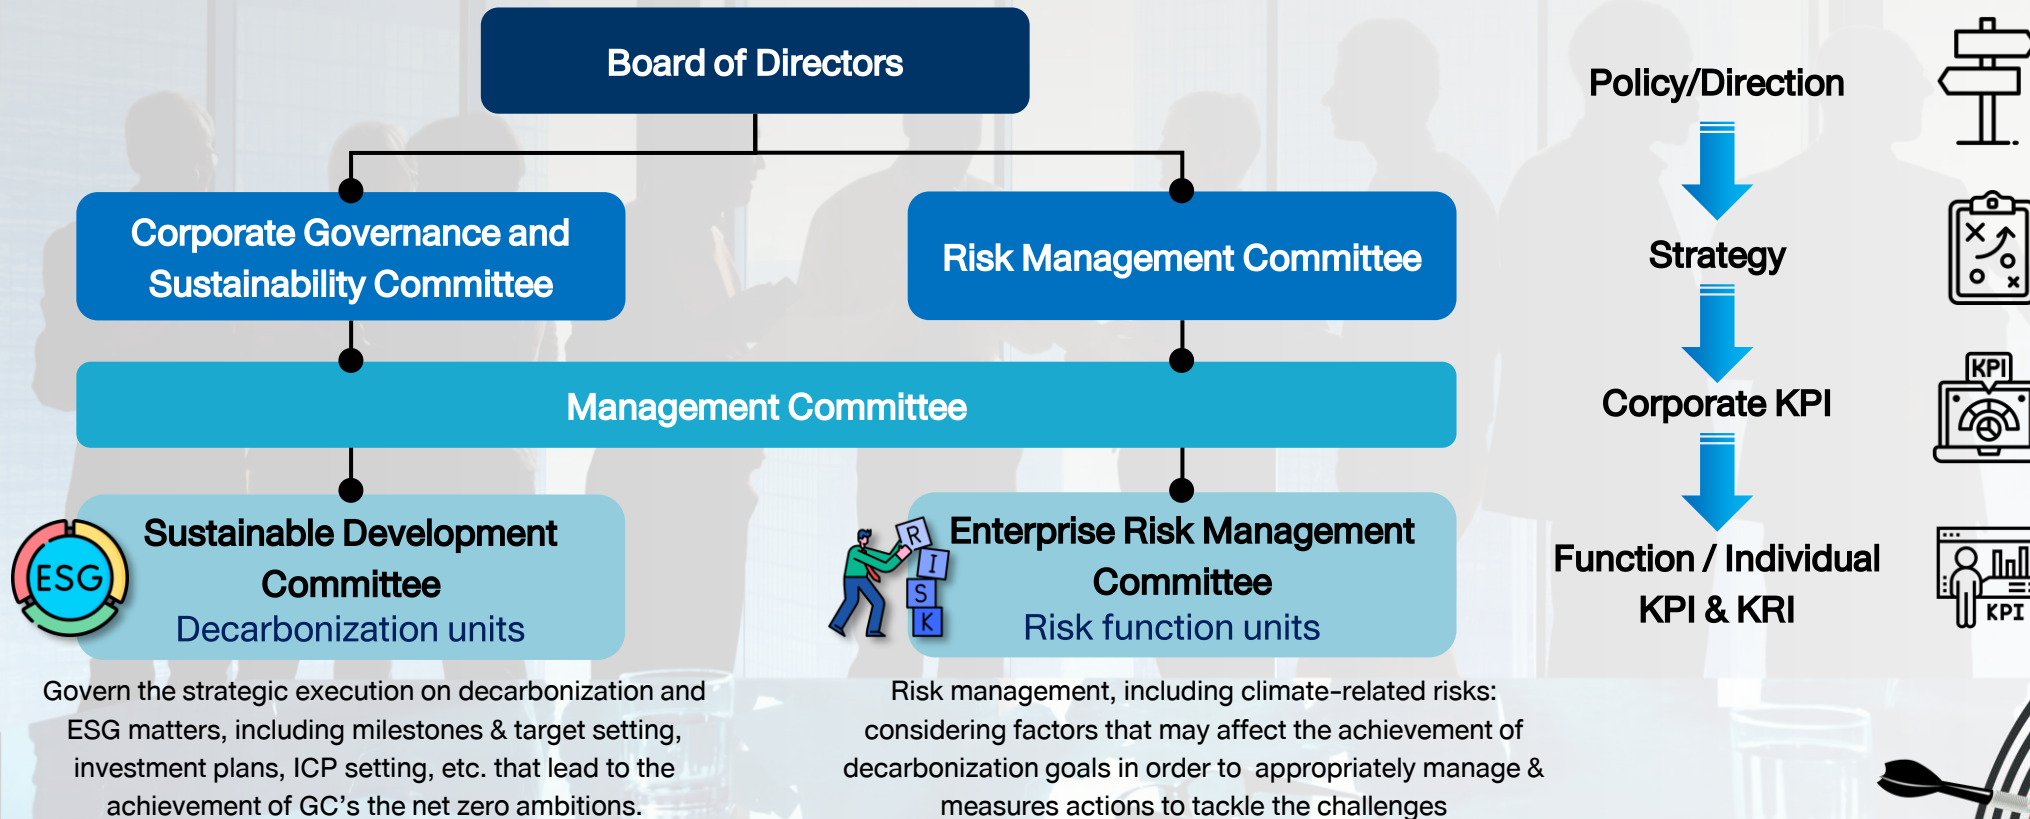 Board of Directors
Corporate Governance and
Sustainability Committee
Risk Management Committee
Management Committee
ESG
Sustainable Development
Committee
Decarbonization units
R
I
S
K
Enterprise Risk Management
Committee
Risk function units
Govern the strategic execution on decarbonization and
ESG matters, including milestones & target setting,
investment plans, ICP setting, etc. that lead to the
achievement of GC's the net zero ambitions.
Risk management, including climate-related risks:
considering factors that may affect the achievement of
decarbonization goals in order to appropriately manage &
measures actions to tackle the challenges
Policy/Direction
Strategy
Corporate KPI
KPI
Function / Individual
KPI & KRI
KPI